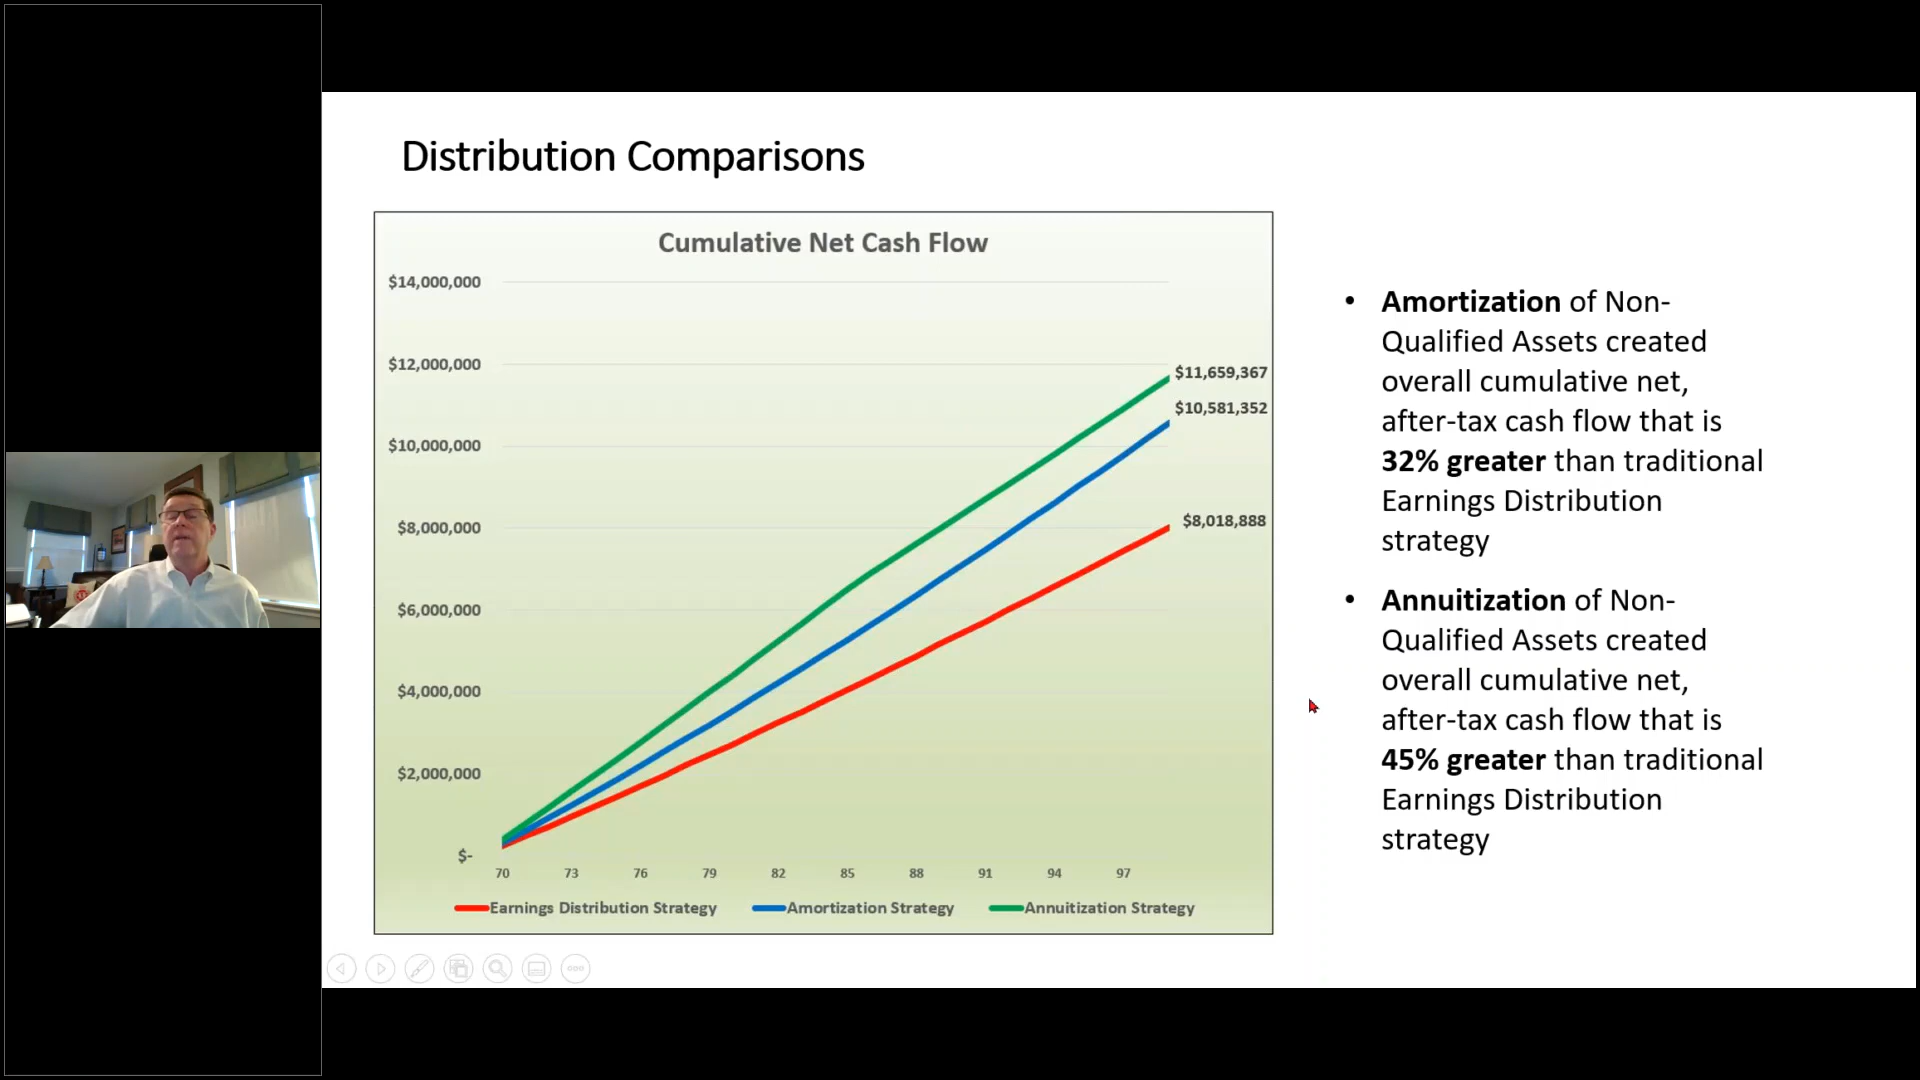 Distribution Comparisons
Cumulative Net Cash Flow
$14,000,000
$12,000,000
$10,000,000
$8,000,000
$6,000,000
$4,000,000
$2,000,000
$-
$11,659,367
$10,581,352
$8,018,888
70 73 76 79 82 85 88 91 94 97
Earnings Distribution Strategy Amortization Strategy Annuitization Strategy
• Amortization of Non-
Qualified Assets created
overall cumulative net,
after-tax cash flow that is
32% greater than traditional
Earnings Distribution
strategy
• Annuitization of Non-
Qualified Assets created
overall cumulative net,
after-tax cash flow that is
45% greater than traditional
Earnings Distribution
strategy